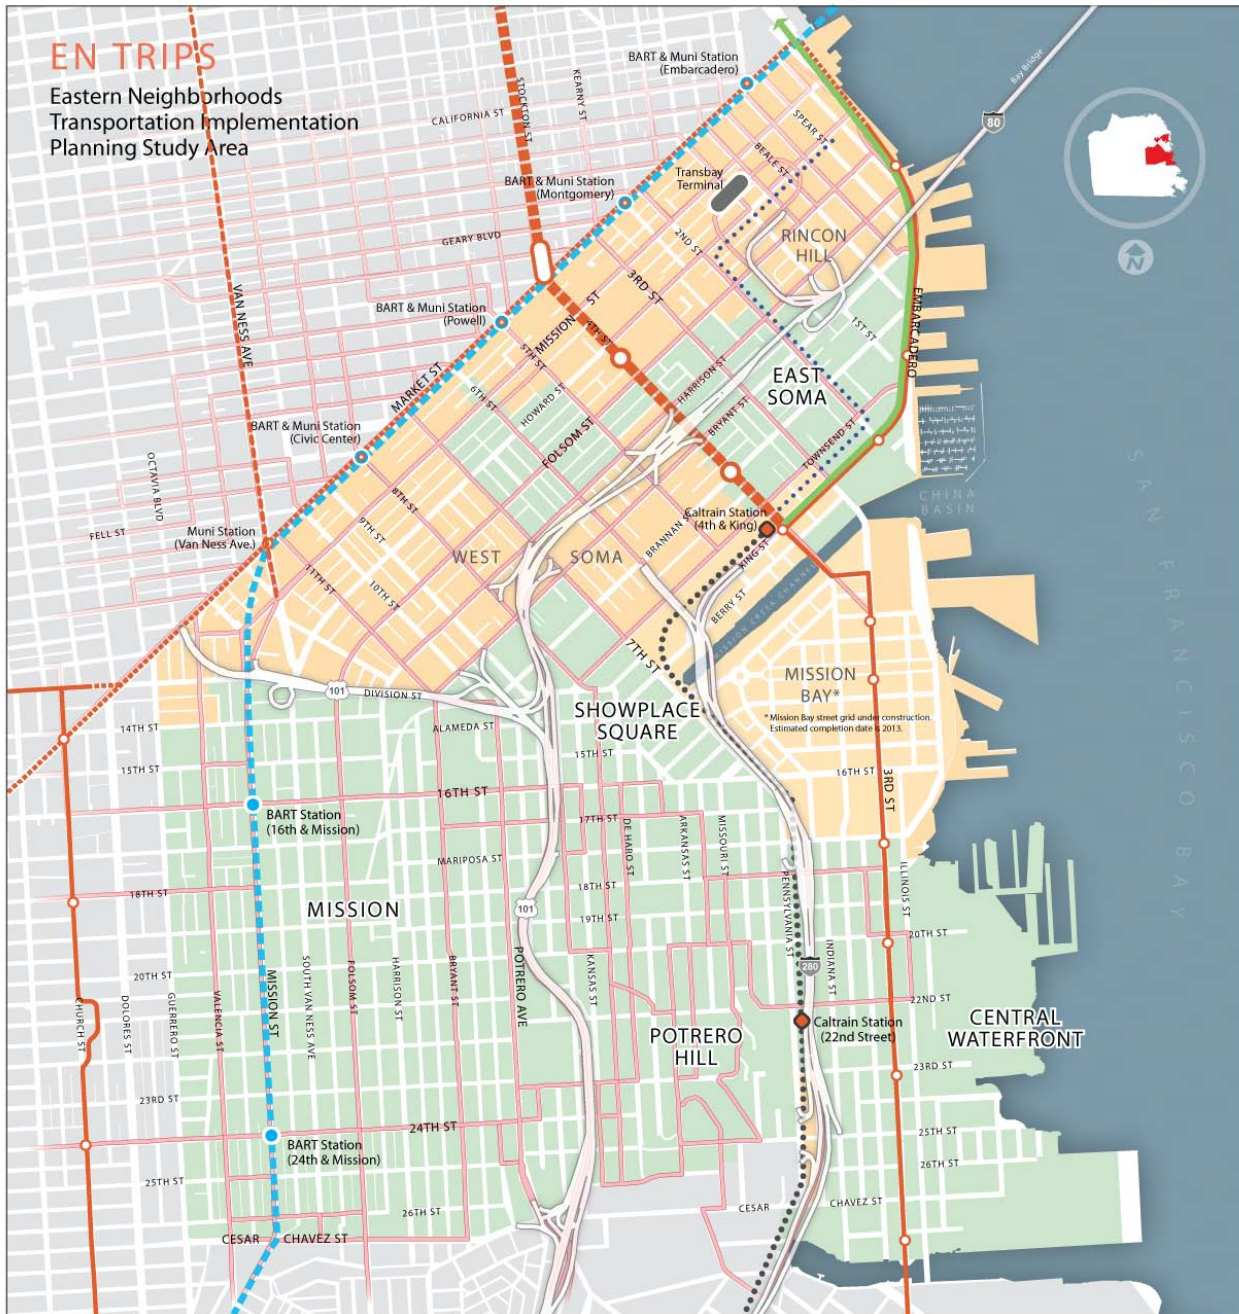 EN TRIPS
Eastern Neighborhoods
Transportation Implementation
Planning Study Area
BART & Muni Station
(Embarcadero)
Bay Bridge
80
KEARNY ST
STOCKTON ST
CALIFORNIA ST
SPEAR ST
BEALE ST
Transbay
Terminal
BART & Muni Station
(Montgomery)
GEARY BLVD
2ND ST
RINCON
HILL
N
3RD ST
VAN NESS AVE
BART & Muni Station
(Powell)
MISSION ST
4TH ST
1ST ST
EMBARCADERO
5TH ST
HARRISON ST
EAST
SOMA
MARKET ST
6TH ST
HOWARD ST
BRYANT ST
FOLSOM ST
TOWNSEND ST
BART & Muni Station
(Civic Center)
OCTAVIA BLVD
8TH ST
CHINA
BASIN
SAN FRANCISCO BAY
Caltrain Station
(4th & King)
FELL ST
Muni Station
(Van Ness Ave.)
9TH ST
BRANNAN ST
KING ST
WEST SOMA
11TH ST
10TH ST
BERRY ST
MISSION CREEK CHANNEL
7TH ST
MISSION
BAY*
* Mission Bay street grid under construction.
Estimated completion date is 2013.
101
DIVISION ST
SHOWPLACE
SQUARE
14TH ST
ALAMEDA ST
15TH ST
15TH ST
16TH ST
3RD ST
16TH ST
BART Station
(16th & Mission)
17TH ST
DE HARO ST
ARKANSAS ST
MISSOURI ST
MARIPOSA ST
18TH ST
18TH ST
PENNSYLVANIA ST
ILLINOIS ST
MISSION
101
19TH ST
20TH ST
20TH ST
280
INDIANA ST
CHURCH ST
DOLORES ST
GUERRERO ST
VALENCIA ST
MISSION ST
SOUTH VAN NESS AVE
FOLSOM ST
HARRISON ST
BRYANT ST
POTRERO AVE
KANSAS ST
22ND ST
POTRERO
HILL
Caltrain Station
(22nd Street)
CENTRAL
WATERFRONT
23RD ST
23RD ST
24TH ST
BART Station
(24th & Mission)
25TH ST
25TH ST
26TH ST
26TH ST
CESAR CHAVEZ ST
CESAR CHAVEZ ST